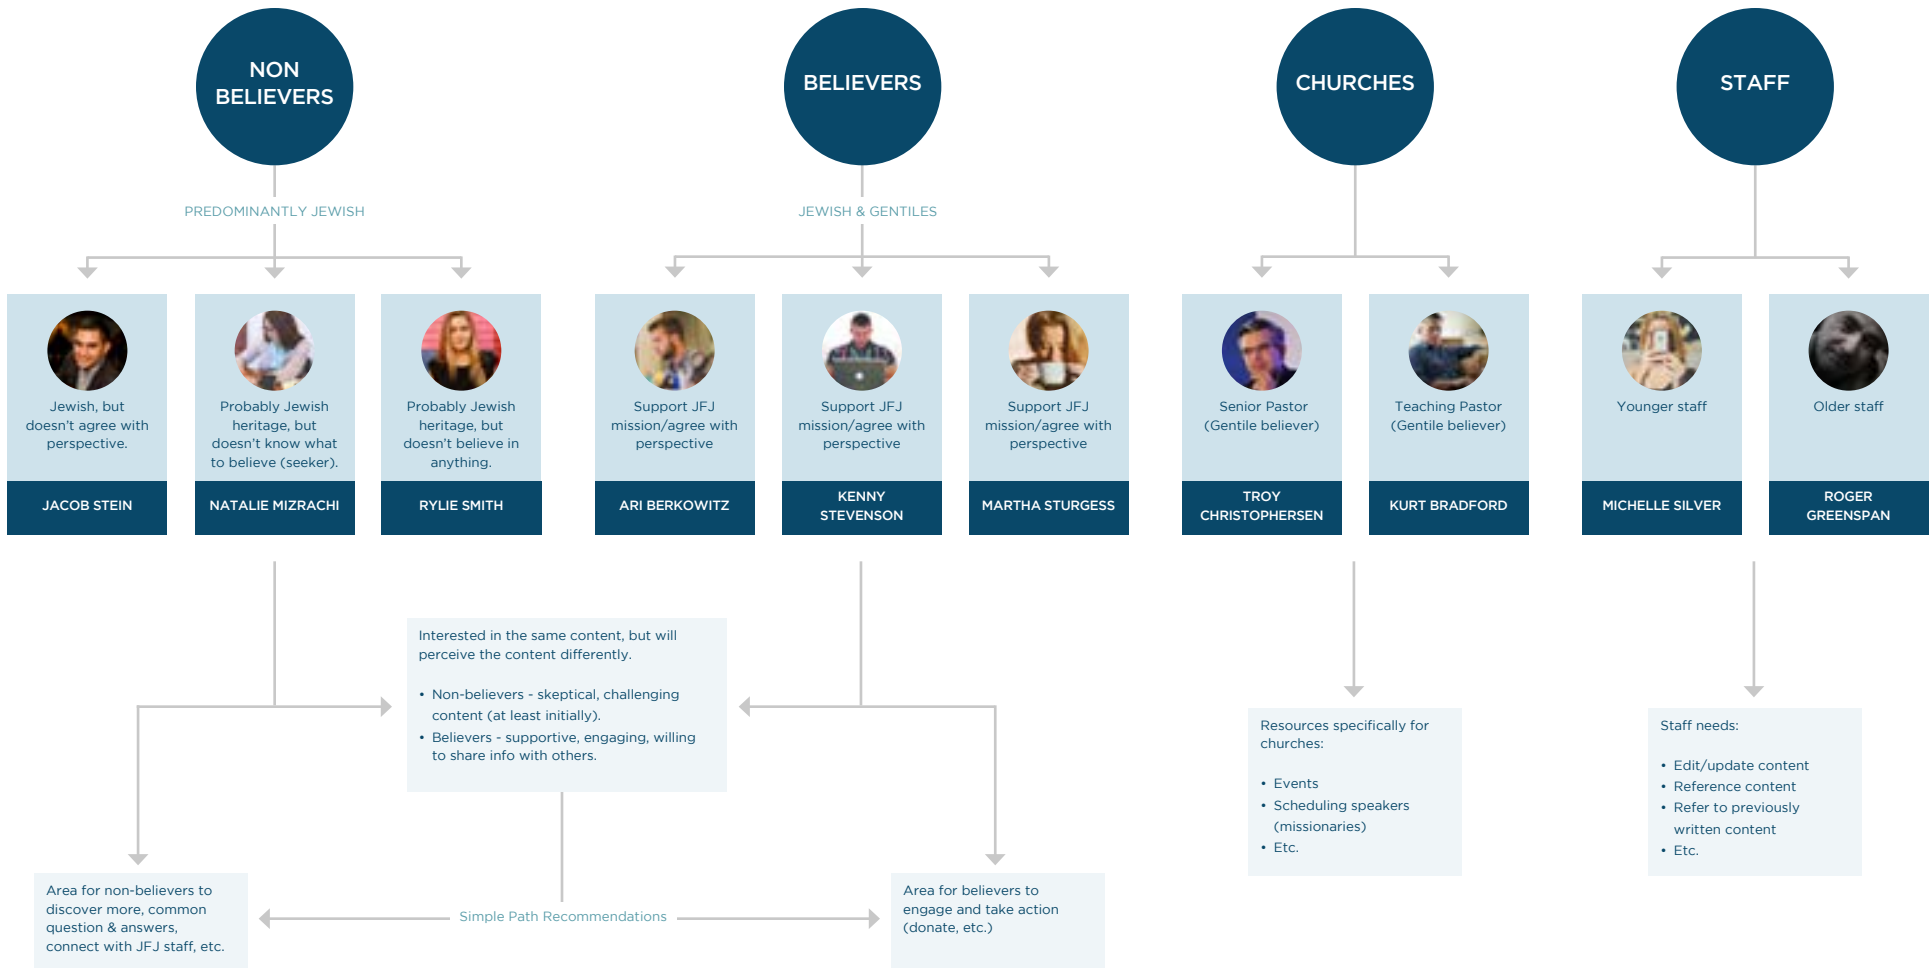 NON
BELIEVERS
BELIEVERS
CHURCHES
STAFF
PREDOMINANTLY JEWISH
JEWISH & GENTILES
Jewish, but
doesn't agree with
perspective.
JACOB STEIN
Probably Jewish
heritage, but
doesn't know what
to believe (seeker).
NATALIE MIZRACHI
Probably Jewish
heritage, but
doesn't believe in
anything.
RYLIE SMITH
Support JFJ
mission/agree with
perspective
ARI BERKOWITZ
Support JFJ
mission/agree with
perspective
KENNY
STEVENSON
Support JFJ
mission/agree with
perspective
MARTHA STURGESS
Senior Pastor
(Gentile believer)
TROY
CHRISTOPHERSEN
Teaching Pastor
(Gentile believer)
KURT BRADFORD
Younger staff
MICHELLE SILVER
Older staff
ROGER
GREENSPAN
Interested in the same content, but will
perceive the content differently.
• Non-believers - skeptical, challenging
content (at least initially).
• Believers - supportive, engaging, willing
to share info with others.
Resources specifically for
churches:
• Events
• Scheduling speakers
(missionaries)
• Etc.
Staff needs:
• Edit/update content
• Reference content
• Refer to previously
written content
• Etc.
Area for non-believers to
discover more, common
question & answers,
connect with JFJ staff, etc.
Simple Path Recommendations
Area for believers to
engage and take action
(donate, etc.)